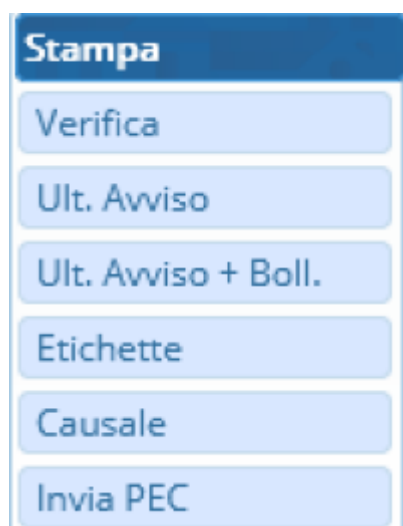 Stampa
Verifica
Ult. Avviso
Ult. Avviso + Boll.
Etichette
Causale
Invia PEC